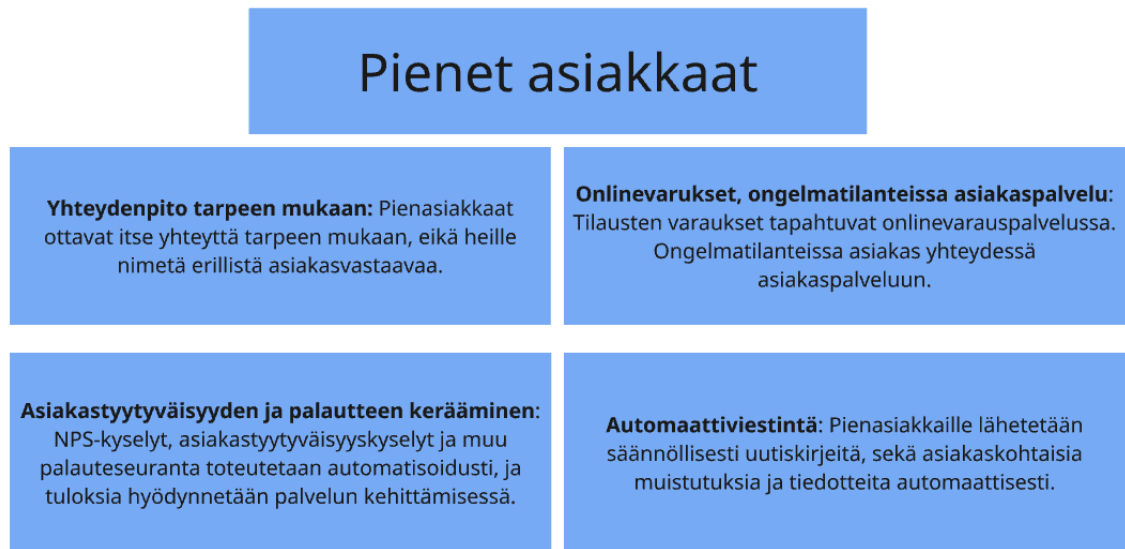 Pienet asiakkaat
Yhteydenpito tarpeen mukaan: Pienasiakkaat
ottavat itse yhteyttä tarpeen mukaan, eikä heille
nimetä erillistä asiakasvastaavaa.
Onlinevarukset, ongelmatilanteissa asiakaspalvelu:
Tilausten varaukset tapahtuvat onlinevarauspalvelussa.
Ongelmatilanteissa asiakas yhteydessä
asiakaspalveluun.
Asiakastyytyväisyyden ja palautteen kerääminen:
NPS-kyselyt, asiakastyytyväisyyskyselyt ja muu
palauteseuranta toteutetaan automatisoidusti, ja
tuloksia hyödynnetään palvelun kehittämisessä.
Automaattiviestintä: Pienasiakkaille lähetetään
säännöllisesti uutiskirjeitä, sekä asiakaskohtaisia
muistutuksia ja tiedotteita automaattisesti.